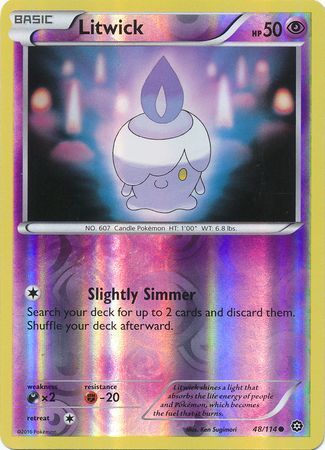 BASIC
Litwick
HP 50
NO. 607 Candle Pokémon HT: 1'00" WT: 6.8 lbs.
Slightly Simmer
Search your deck for up to 2 cards and discard them.
Shuffle your deck afterward.
weakness
×2
resistance
-20
retreat
Litwick shines a light that
absorbs the life energy of people
and Pokémon, which becomes
the fuel that it burns.
©2016 Pokémon
Illus. Ken Sugimori
48/114